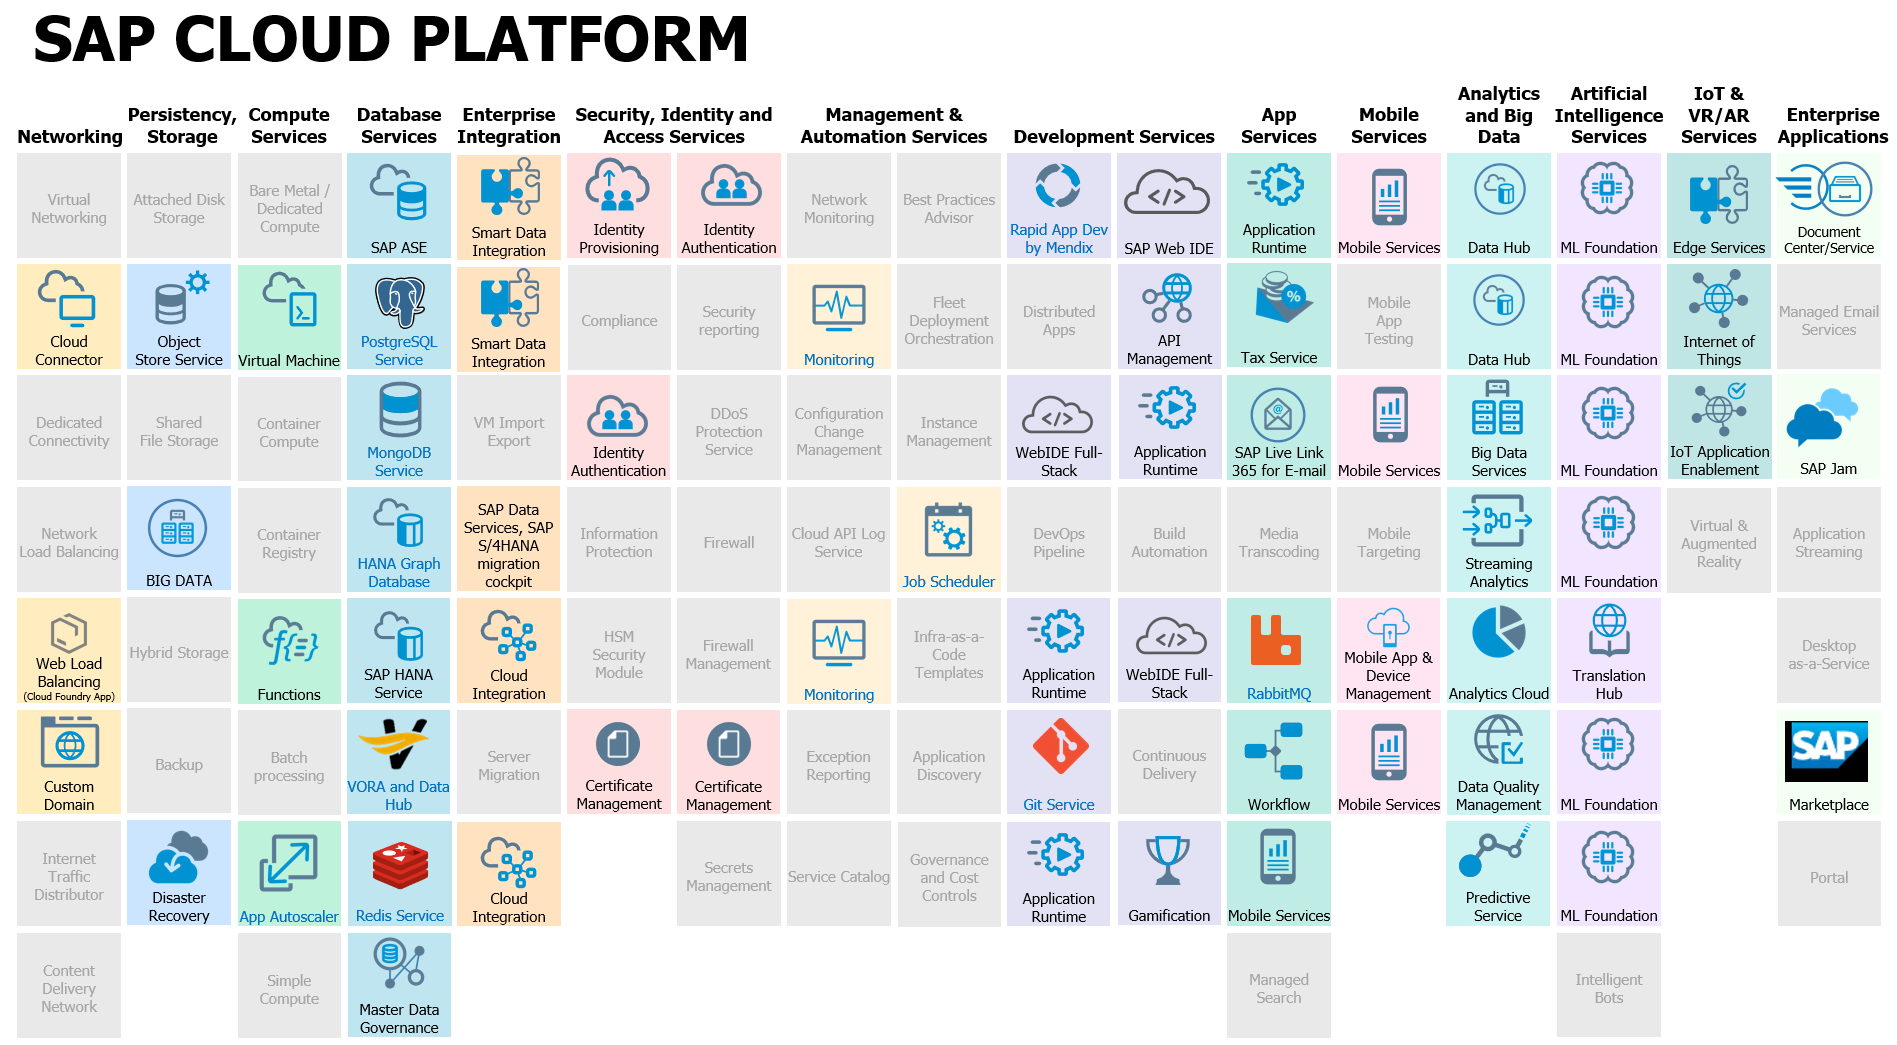 SAP CLOUD PLATFORM
Networking
Persistency,
Storage
Compute
Services
Database
Services
Enterprise
Integration
Security, Identity and
Access Services
Management &
Automation Services
Development Services
App
Services
Mobile
Services
Analytics
and Big
Data
Artificial
Intelligence
Services
IoT &
VR/AR
Services
Enterprise
Applications
Virtual
Networking
Attached Disk
Storage
Bare Metal /
Dedicated
Compute
SAP ASE
Smart Data
Integration
Identity
Provisioning
Identity
Authentication
Network
Monitoring
Best Practices
Advisor
Rapid App Dev
by Mendix
</>
SAP Web IDE
Application
Runtime
Mobile Services
Data Hub
ML Foundation
Edge Services
Document
Center/Service
Cloud
Connector
Object
Store Service
Virtual Machine
PostgreSQL
Service
Smart Data
Integration
Compliance
Security
reporting
Monitoring
Fleet
Deployment
Orchestration
Distributed
Apps
API
Management
%
Tax Service
Mobile
App
Testing
Data Hub
ML Foundation
Internet of
Things
Managed Email
Services
Dedicated
Connectivity
Shared
File Storage
Container
Compute
MongoDB
Service
VM Import
Export
Identity
Authentication
DDoS
Protection
Service
Configuration
Change
Management
Instance
Management
</>
WebIDE Full-
Stack
Application
Runtime
@
SAP Live Link
365 for E-mail
Mobile Services
Big Data
Services
ML Foundation
IoT Application
Enablement
SAP Jam
Network
Load Balancing
BIG DATA
Container
Registry
HANA Graph
Database
SAP Data
Services, SAP
S/4HANA
migration
cockpit
Information
Protection
Firewall
Cloud API Log
Service
Job Scheduler
DevOps
Pipeline
Build
Automation
Media
Transcoding
Mobile
Targeting
Streaming
Analytics
ML Foundation
Virtual &
Augmented
Reality
Application
Streaming
Web Load
Balancing
(Cloud Foundry App)
Hybrid Storage
f{=}
Functions
SAP HANA
Service
Cloud
Integration
HSM
Security
Module
Firewall
Management
Monitoring
Infra-as-a-
Code
Templates
Application
Runtime
</>
WebIDE Full-
Stack
RabbitMQ
Mobile App &
Device
Management
Analytics Cloud
Translation
Hub
Desktop
as-a-Service
Custom
Domain
Backup
Batch
processing
VORA and Data
Hub
Server
Migration
Certificate
Management
Certificate
Management
Exception
Reporting
Application
Discovery
Git Service
Continuous
Delivery
Workflow
Mobile Services
Data Quality
Management
ML Foundation
SAP
Marketplace
Internet
Traffic
Distributor
Disaster
Recovery
App Autoscaler
Redis Service
Cloud
Integration
Secrets
Management
Service Catalog
Governance
and Cost
Controls
Application
Runtime
Gamification
Mobile Services
Predictive
Service
ML Foundation
Portal
Content
Delivery
Network
Simple
Compute
Master Data
Governance
Managed
Search
Intelligent
Bots